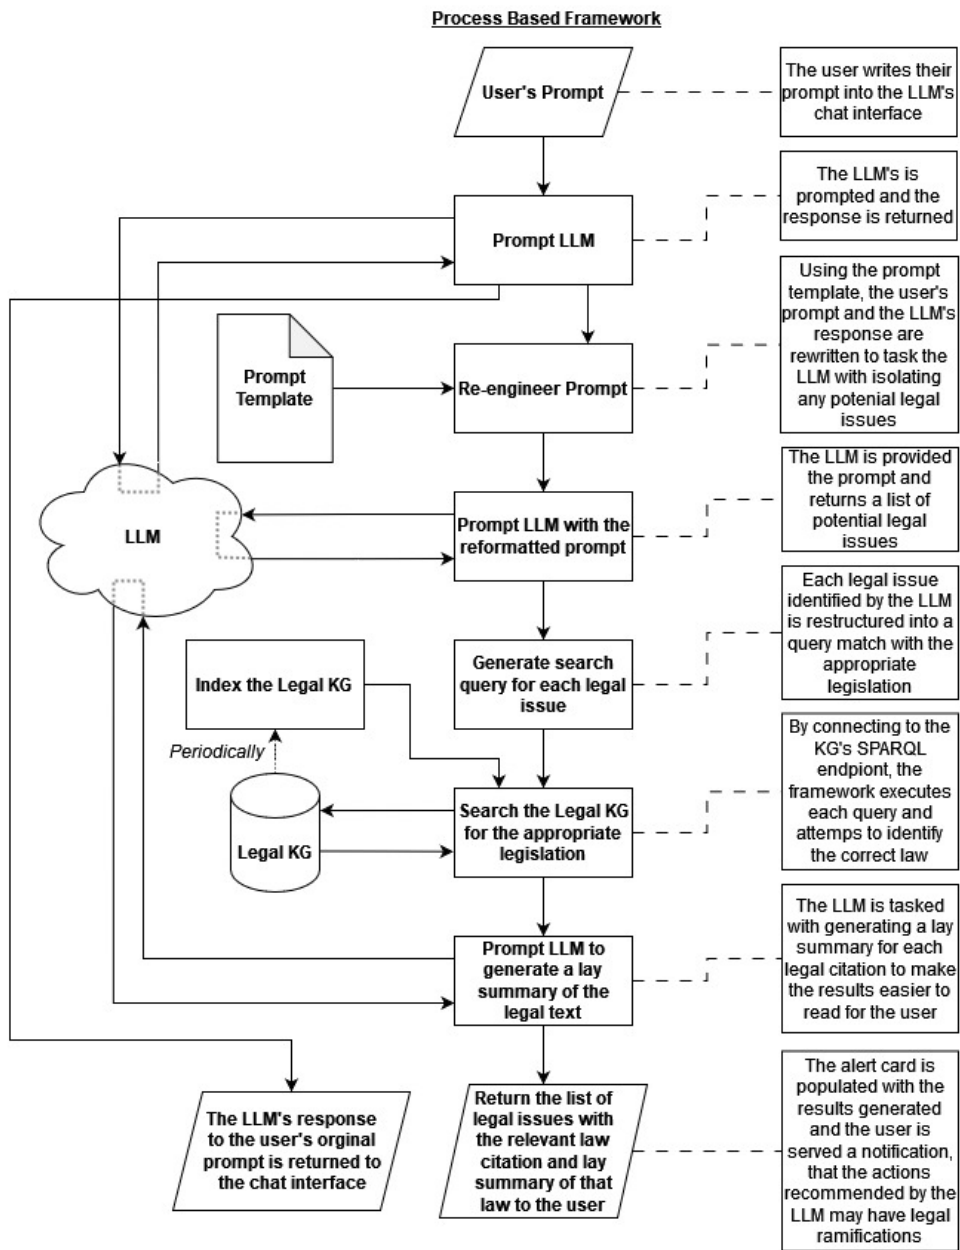 Process Based Framework
User's Prompt
The user writes their
prompt into the LLM's
chat interface
Prompt LLM
The LLM's is
prompted and the
response is returned
Prompt
Template
Re-engineer Prompt
Using the prompt
template, the user's
prompt and the LLM's
response are
rewritten to task the
LLM with isolating
any potenial legal
issues
LLM
Prompt LLM with the
reformatted prompt
The LLM is provided
the prompt and
returns a list of
potential legal
issues
Generate search
query for each legal
issue
Each legal issue
identified by the LLM
is restructured into a
query match with the
appropriate
legislation
Index the Legal KG
Periodically
Legal KG
Search the Legal KG
for the appropriate
legislation
By connecting to the
KG's SPARQL
endpiont, the
framework executes
each query and
attemps to identify
the correct law
Prompt LLM to
generate a lay
summary of the
legal text
The LLM is tasked
with generating a lay
summary for each
legal citation to make
the results easier to
read for the user
The LLM's response
to the user's orginal
prompt is returned to
the chat interface
Return the list of
legal issues with
the relevant law
citation and lay
summary of that
law to the user
The alert card is
populated with the
results generated
and the user is
served a notification,
that the actions
recommended by the
LLM may have legal
ramifications